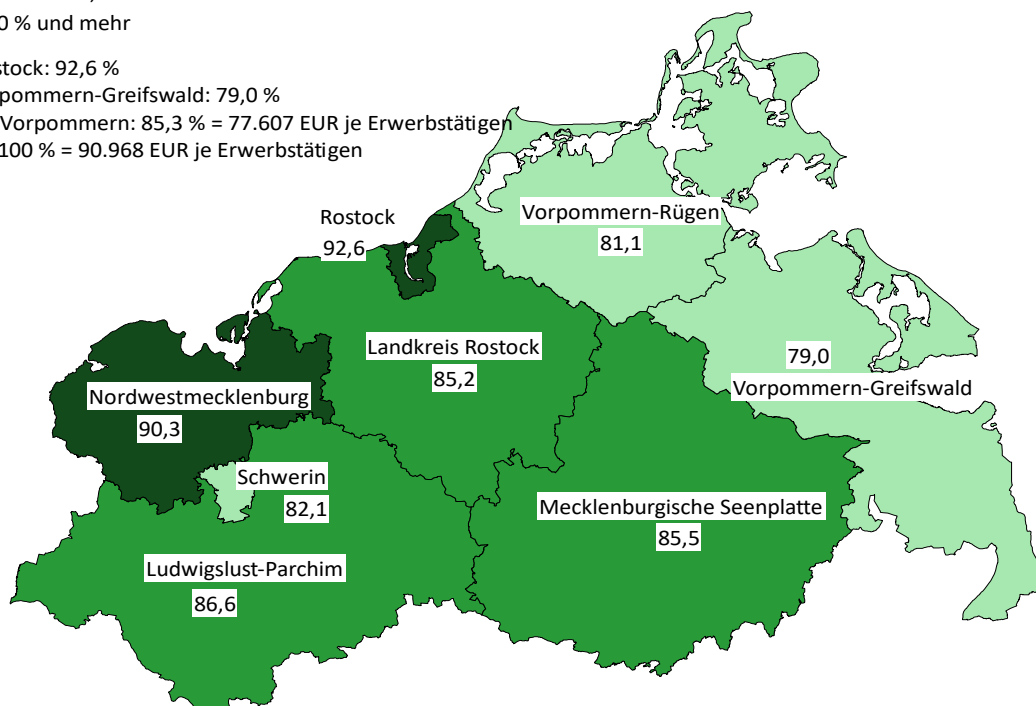 0 % und mehr
stock: 92,6 %
pommern-Greifswald: 79,0 %
Vorpommern: 85,3 % = 77.607 EUR je Erwerbstätigen
100 % = 90.968 EUR je Erwerbstätigen
Rostock
92,6
Vorpommern-Rügen
81,1
Landkreis Rostock
85,2
79,0
Vorpommern-Greifswald
Nordwestmecklenburg
90,3
Schwerin
82,1
Mecklenburgische Seenplatte
85,5
Ludwigslust-Parchim
86,6